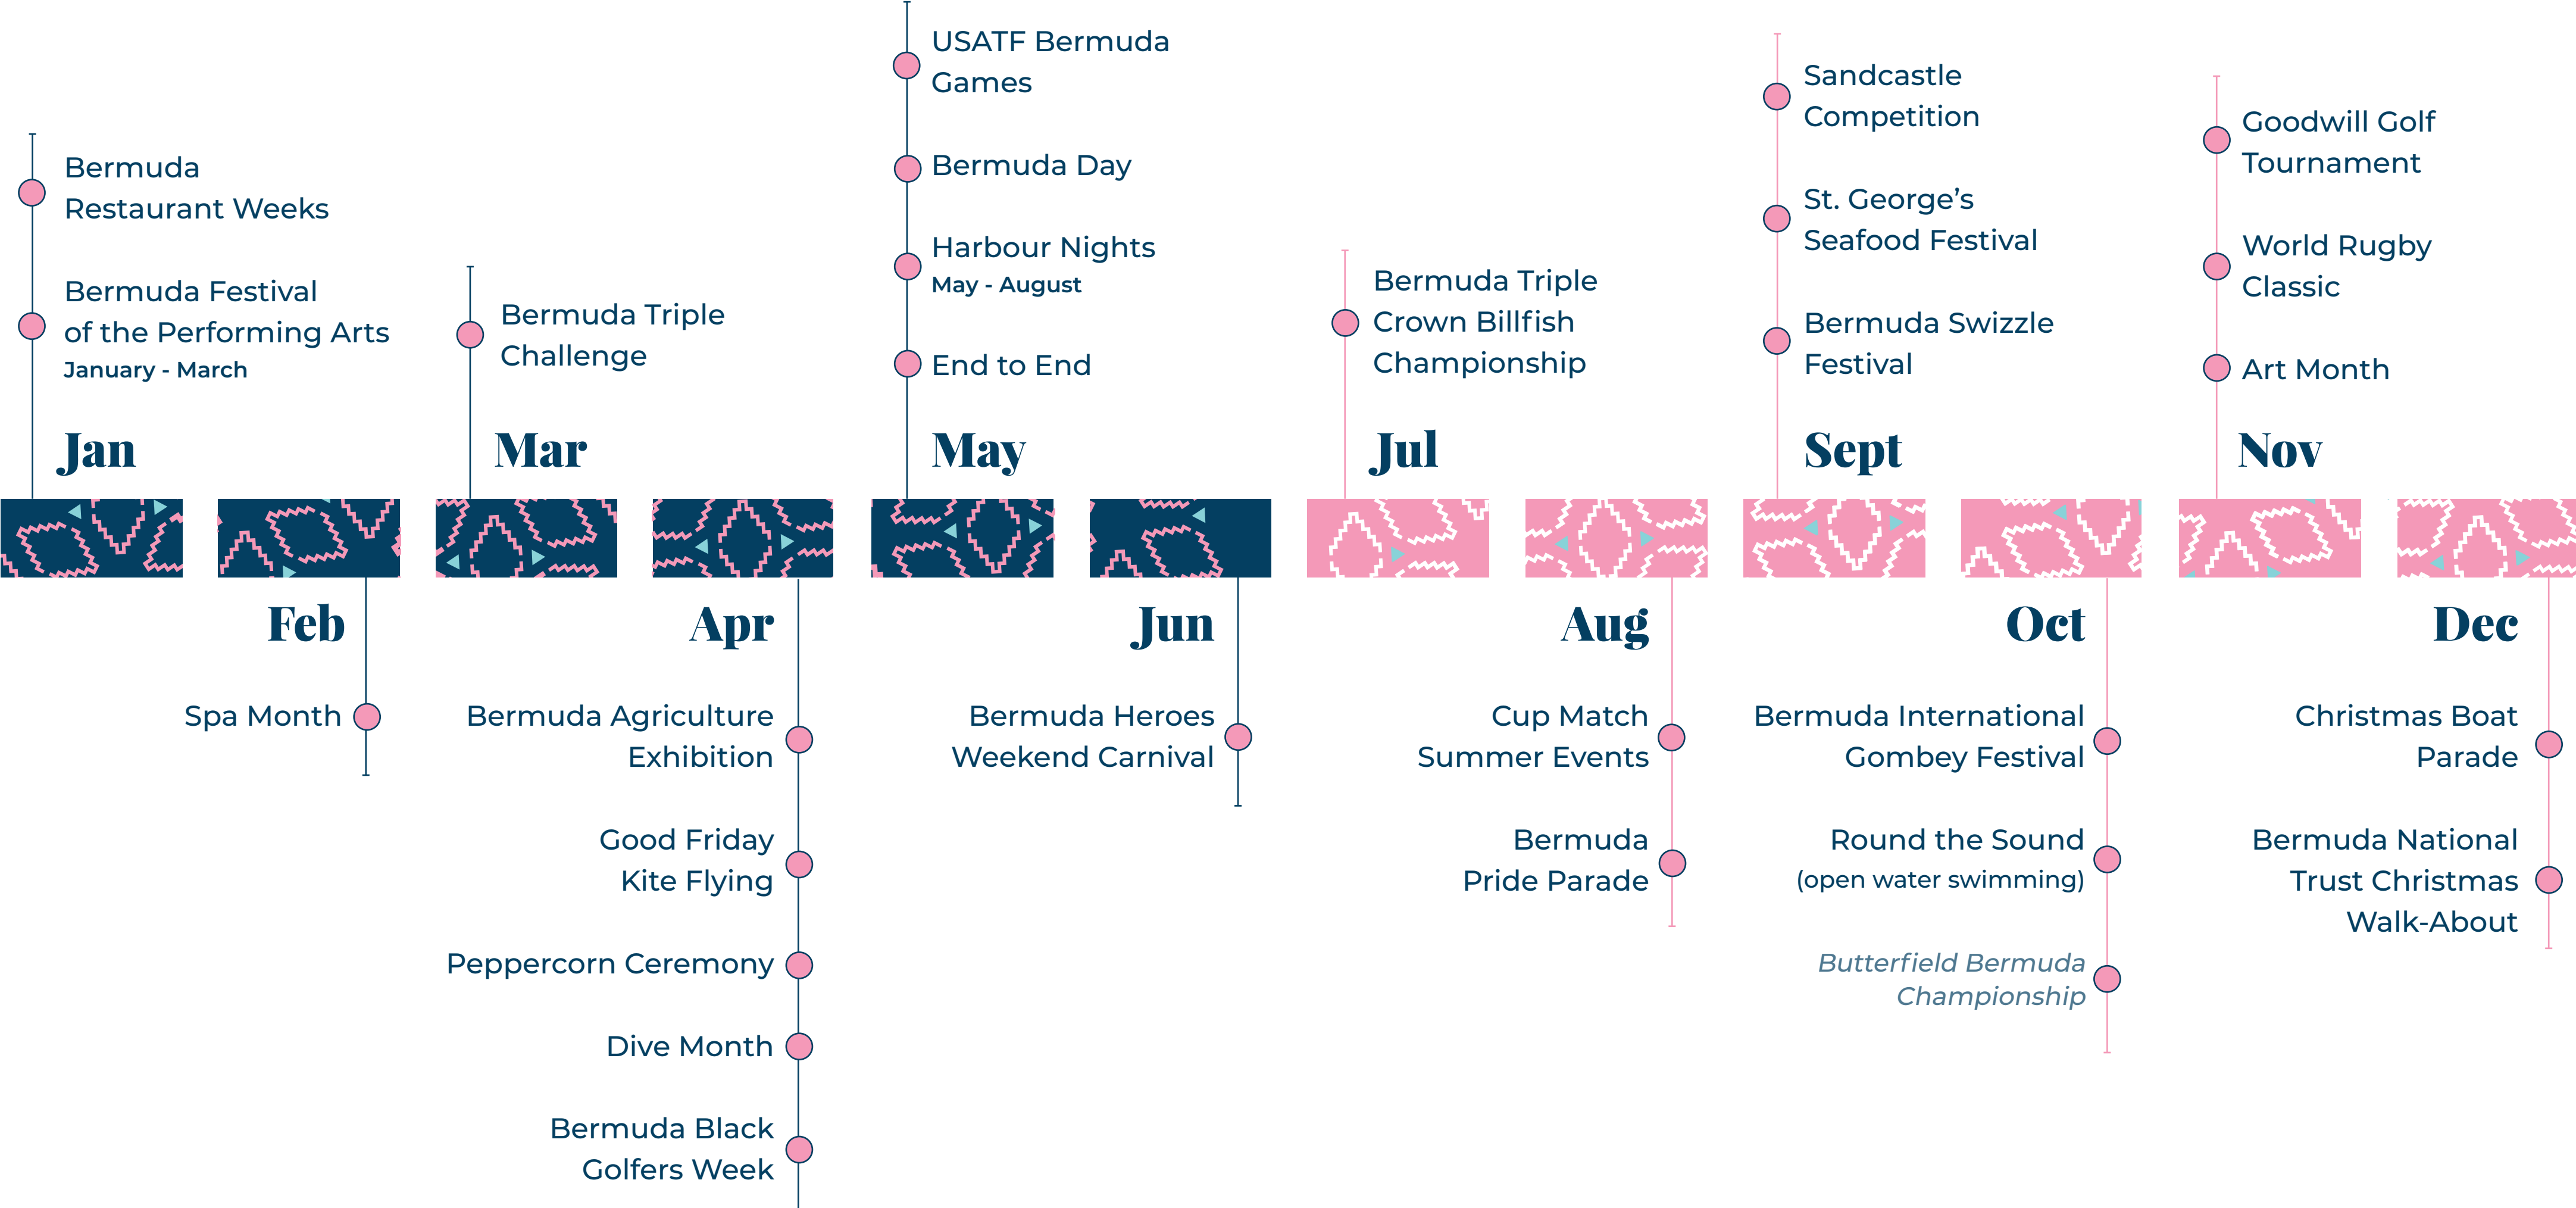 Bermuda
Restaurant Weeks
Bermuda Festival
of the Performing Arts
January - March
Jan
Spa Month
Feb
Bermuda Triple
Challenge
Mar
Apr
Bermuda Agriculture
Exhibition
Good Friday
Kite Flying
Peppercorn Ceremony
Dive Month
Bermuda Black
Golfers Week
USATF Bermuda
Games
Bermuda Day
Harbour Nights
May - August
End to End
May
Jun
Bermuda Heroes
Weekend Carnival
Bermuda Triple
Crown Billfish
Championship
Jul
Aug
Cup Match
Summer Events
Bermuda
Pride Parade
Sandcastle
Competition
St. George’s
Seafood Festival
Bermuda Swizzle
Festival
Sept
Oct
Bermuda International
Gombey Festival
Round the Sound
(open water swimming)
Butterfield Bermuda
Championship
Goodwill Golf
Tournament
World Rugby
Classic
Art Month
Nov
Dec
Christmas Boat
Parade
Bermuda National
Trust Christmas
Walk-About